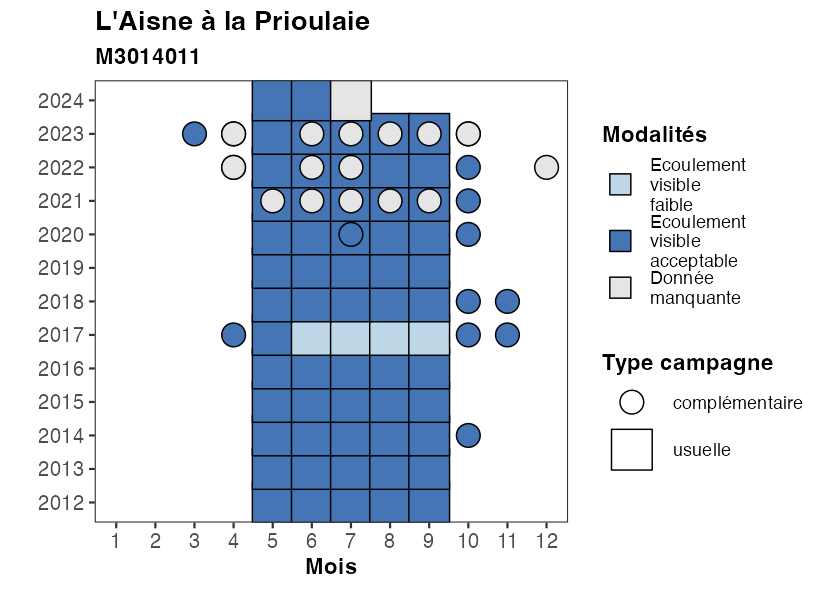 L'Aisne à la Prioulaie
M3014011
2024
2023
2022
2021
2020
2019
2018
2017
2016
2015
2014
2013
2012
1 2 3 4 5 6 7 8 9 10 11 12
Mois
Modalités
Ecoulement
visible
faible
Ecoulement
visible
acceptable
Donnée
manquante
Type campagne
complémentaire
usuelle